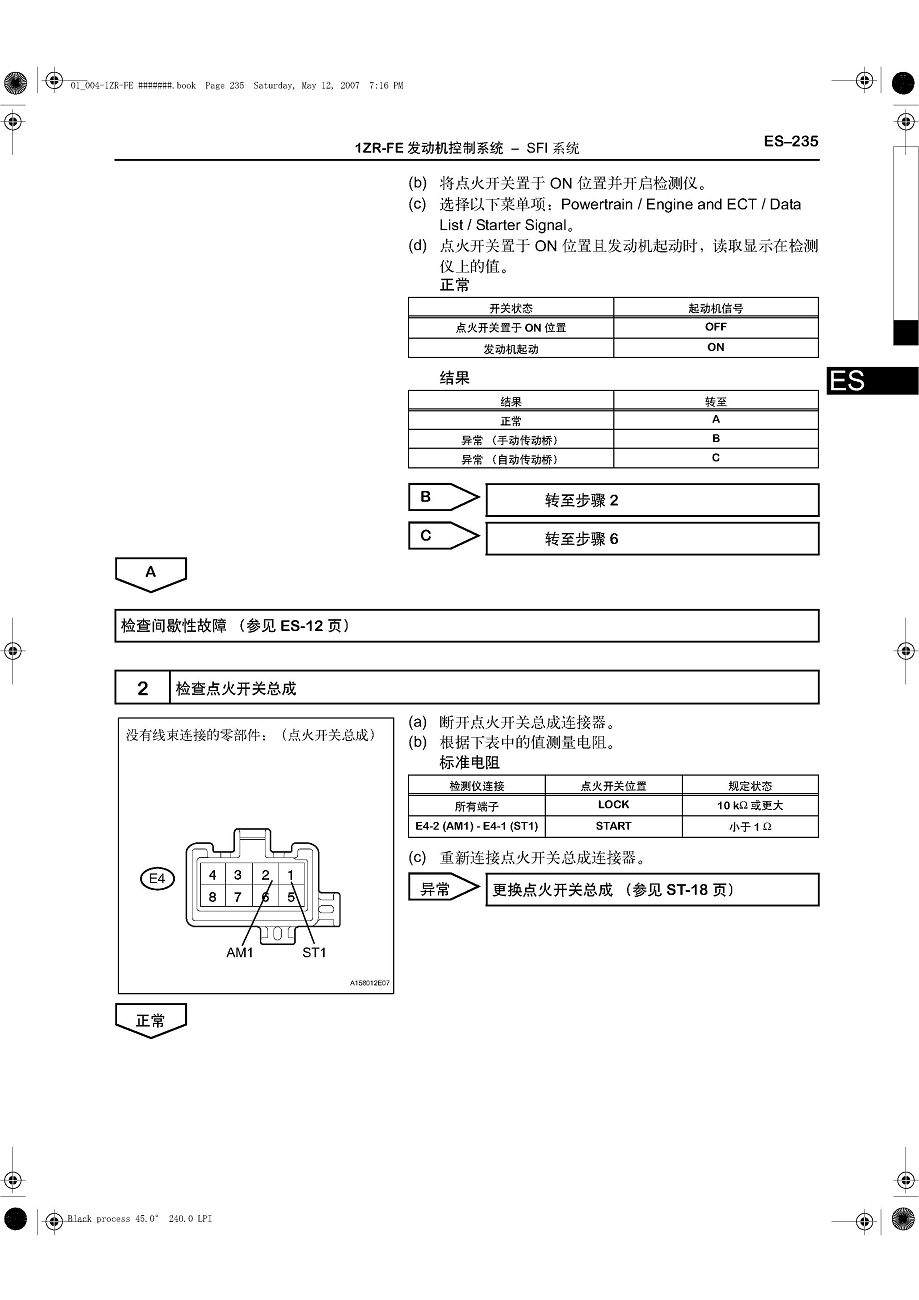 01_004-1ZR-FE #######.book Page 235 Saturday, May 12, 2007 7:16 PM
1ZR-FE 发动机控制系统 – SFI 系统
ES–235
(b) 将点火开关置于 ON 位置并开启检测仪。
(c) 选择以下菜单项：Powertrain / Engine and ECT / Data
List / Starter Signal。
(d) 点火开关置于 ON 位置且发动机起动时，读取显示在检测
仪上的值。
正常
开关状态 起动机信号
点火开关置于 ON 位置 OFF
发动机起动 ON
ES
结果
结果 转至
正常 A
异常（手动传动桥） B
异常（自动传动桥） C
B 转至步骤 2
C 转至步骤 6
A
检查间歇性故障（参见 ES-12 页）
2 检查点火开关总成
没有线束连接的零部件：（点火开关总成）
E4
4 3 2 1
8 7 6 5
AM1 ST1
A158012E07
(a) 断开点火开关总成连接器。
(b) 根据下表中的值测量电阻。
标准电阻
检测仪连接 点火开关位置 规定状态
所有端子 LOCK 10 kΩ 或更大
E4-2 (AM1) - E4-1 (ST1) START 小于 1 Ω
(c) 重新连接点火开关总成连接器。
异常 更换点火开关总成（参见 ST-18 页）
正常
Black process 45.0° 240.0 LPI